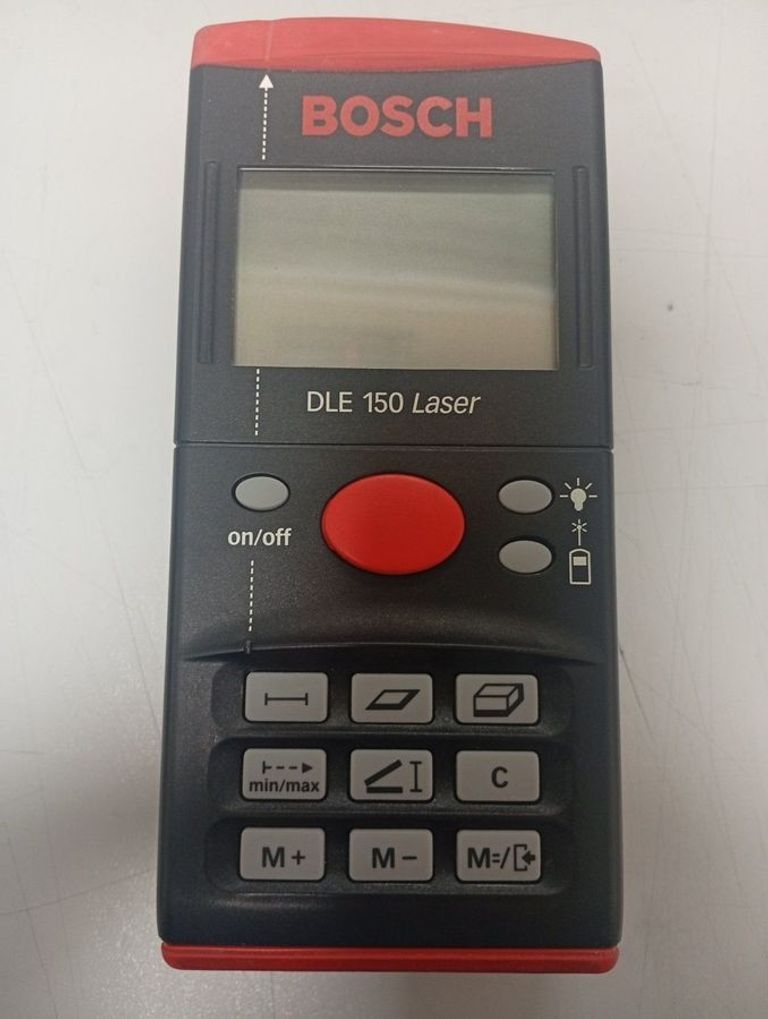 BOSCH
DLE 150 Laser
on/off
min/max
C
M+
M-
M=/